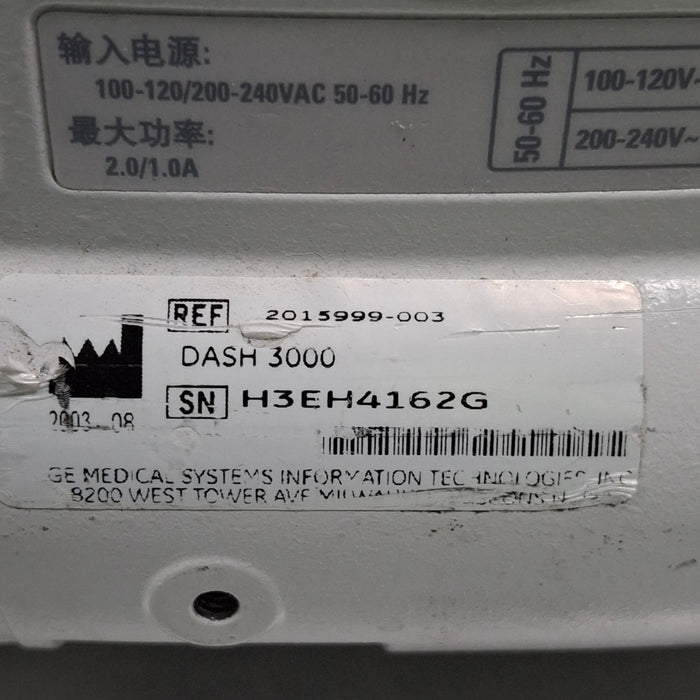 输入电源:
100-120/200-240VAC 50-60 Hz
最大功率:
2.0/1.0A
50-60 Hz
100-120V~
200-240V~
REF 2015999-003
DASH 3000
SN H3EH4162G
2003-08
GE MEDICAL SYSTEMS INFORMATION TECHNOLOGIES INC
8200 WEST TOWER AVE